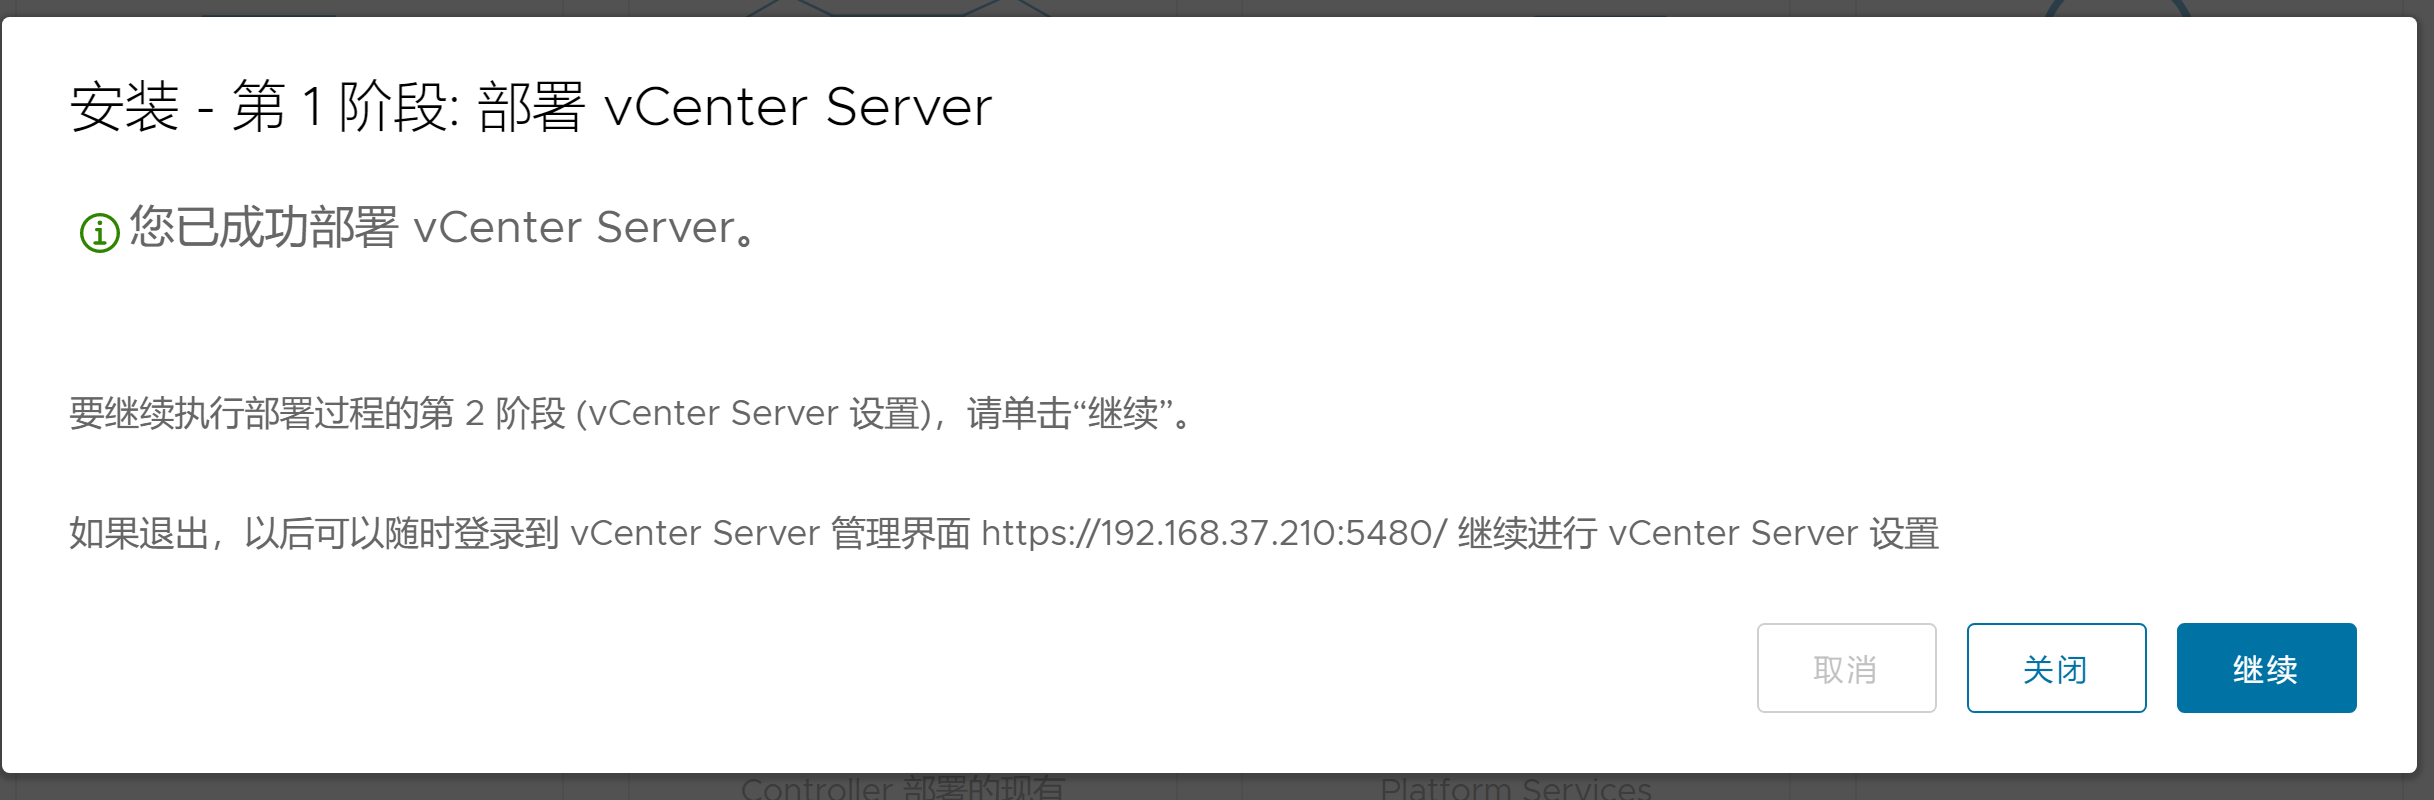 安装 - 第 1 阶段: 部署 vCenter Server
您已成功部署 vCenter Server。
要继续执行部署过程的第 2 阶段 (vCenter Server 设置)，请单击“继续”。
如果退出，以后可以随时登录到 vCenter Server 管理界面 https://192.168.37.210:5480/ 继续进行 vCenter Server 设置
取消
关闭
继续
Controller 部署的现有
Platform Services